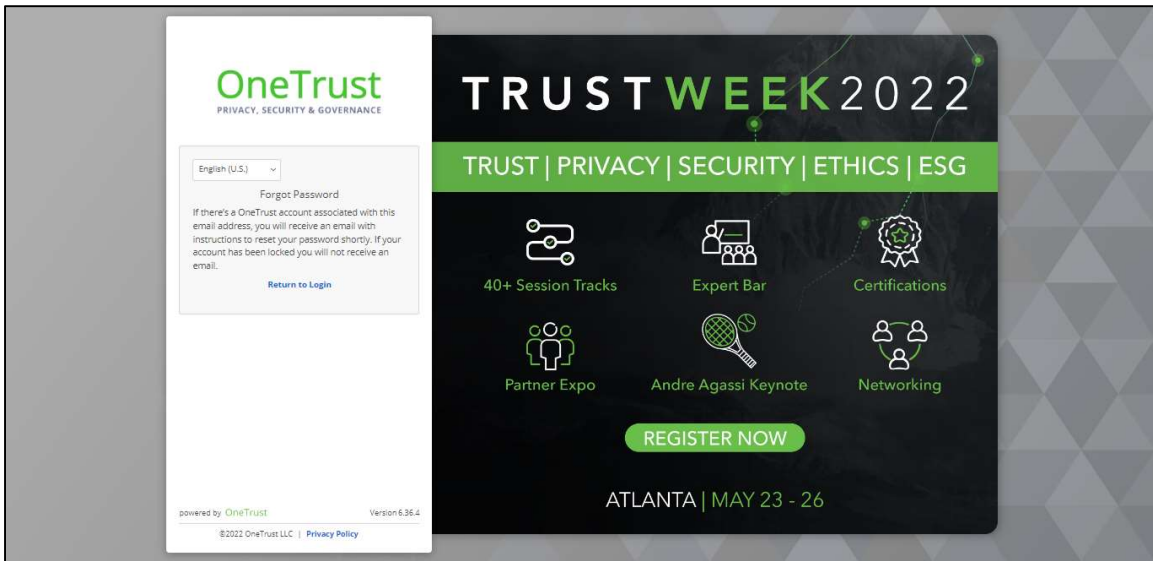 OneTrust
PRIVACY, SECURITY & GOVERNANCE
English (U.S.)
Forgot Password
If there's a OneTrust account associated with this
email address, you will receive an email with
instructions to reset your password shortly. If your
account has been locked you will not receive an
email.
Return to Login
powered by OneTrust
Version 6.36.4
©2022 OneTrust LLC | Privacy Policy
TRUST WEEK 2022
TRUST | PRIVACY | SECURITY | ETHICS | ESG
40+ Session Tracks
Expert Bar
Certifications
Partner Expo
Andre Agassi Keynote
Networking
REGISTER NOW
ATLANTA | MAY 23 - 26